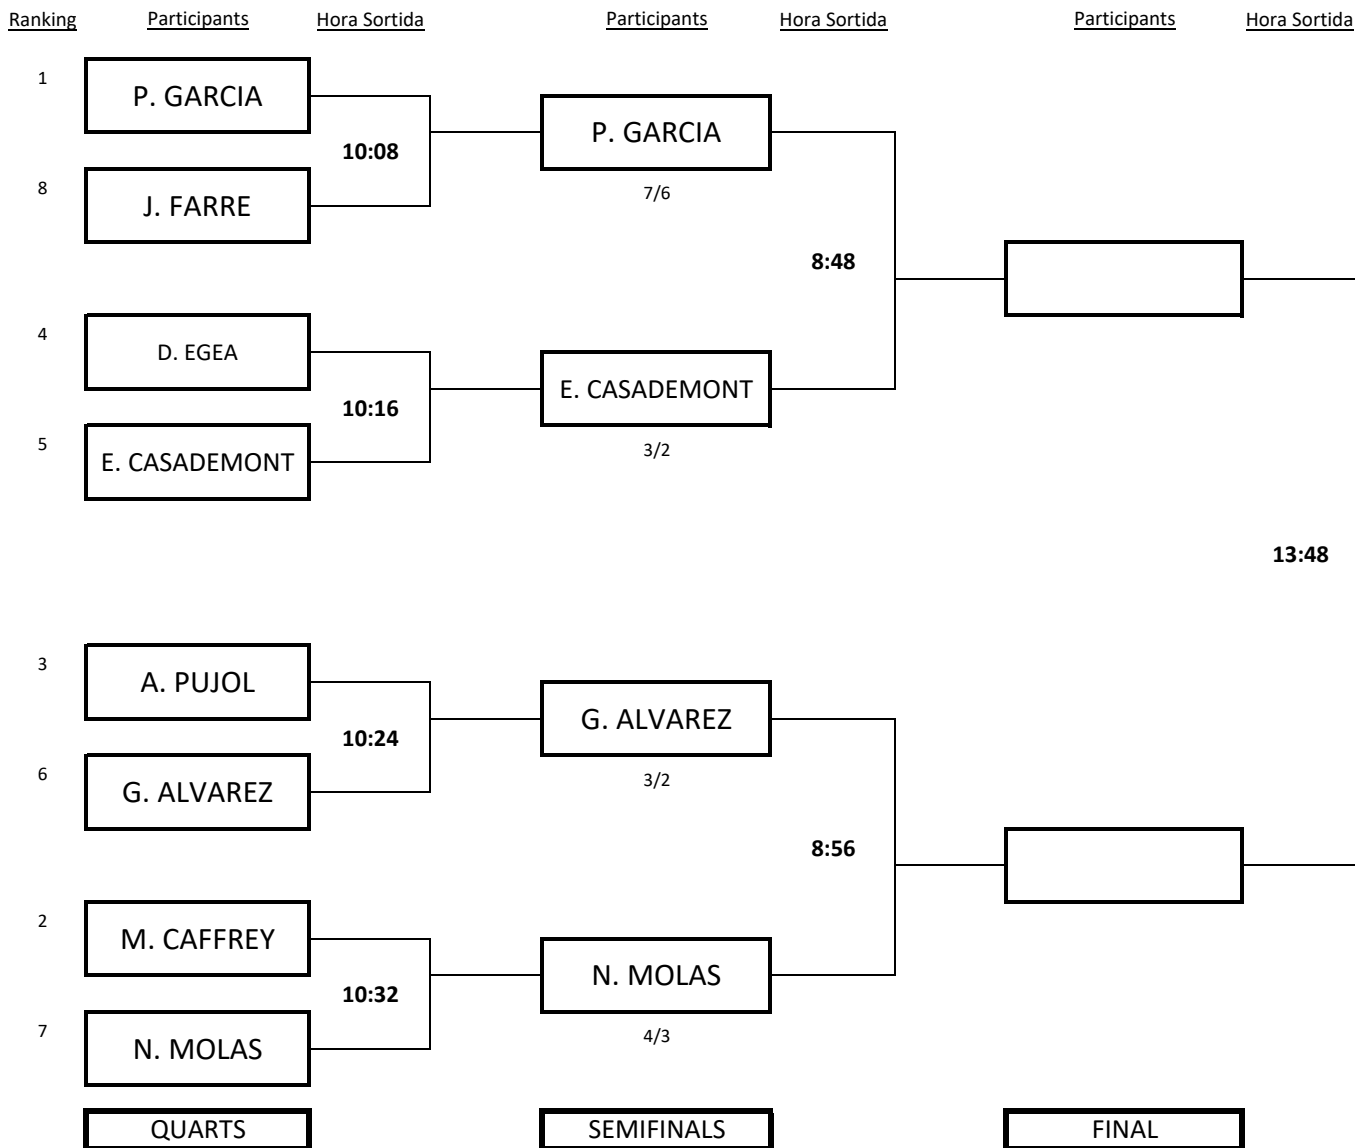 Ranking Participants Hora Sortida Participants Hora Sortida Participants Hora Sortida
1
P. GARCIA
P. GARCIA
10:08
8
J. FARRE
7/6
8:48
4
D. EGEA
E. CASADEMONT
10:16
5
E. CASADEMONT
3/2
13:48
3
A. PUJOL
G. ALVAREZ
10:24
6
G. ALVAREZ
3/2
8:56
2
M. CAFFREY
N. MOLAS
10:32
7
N. MOLAS
4/3
QUARTS SEMIFINALS FINAL